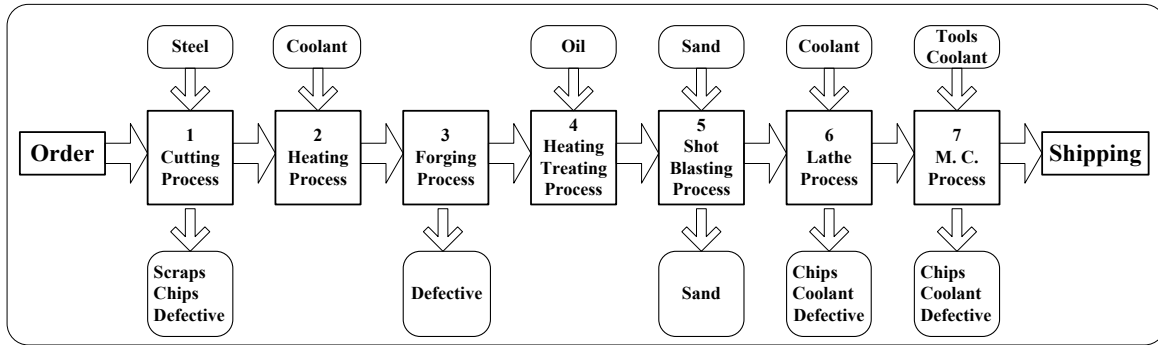 Steel
Coolant
Oil
Sand
Coolant
Tools
Coolant
Order
1
Cutting
Process
2
Heating
Process
3
Forging
Process
4
Heating
Treating
Process
5
Shot
Blasting
Process
6
Lathe
Process
7
M. C.
Process
Shipping
Scraps
Chips
Defective
Defective
Sand
Chips
Coolant
Defective
Chips
Coolant
Defective